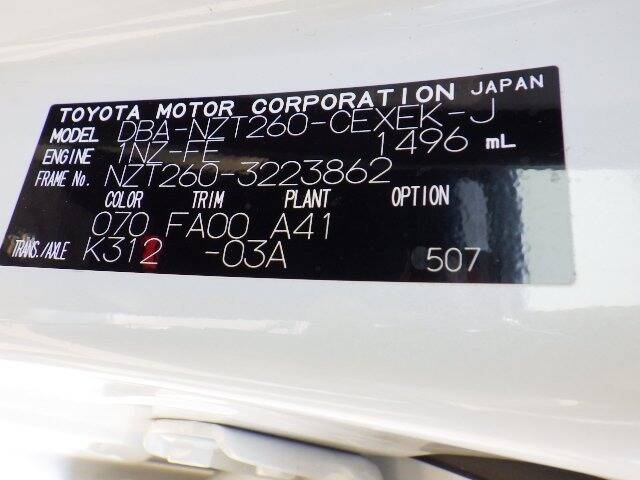 TOYOTA MOTOR CORPORATION JAPAN
MODEL DBA-NZT260-CEXEK-J
ENGINE 1NZ-FE 1496 mL
FRAME No. NZT260-3223862
COLOR TRIM PLANT OPTION
070 FA00 A41
TRANS./AXLE K312 -03A 507